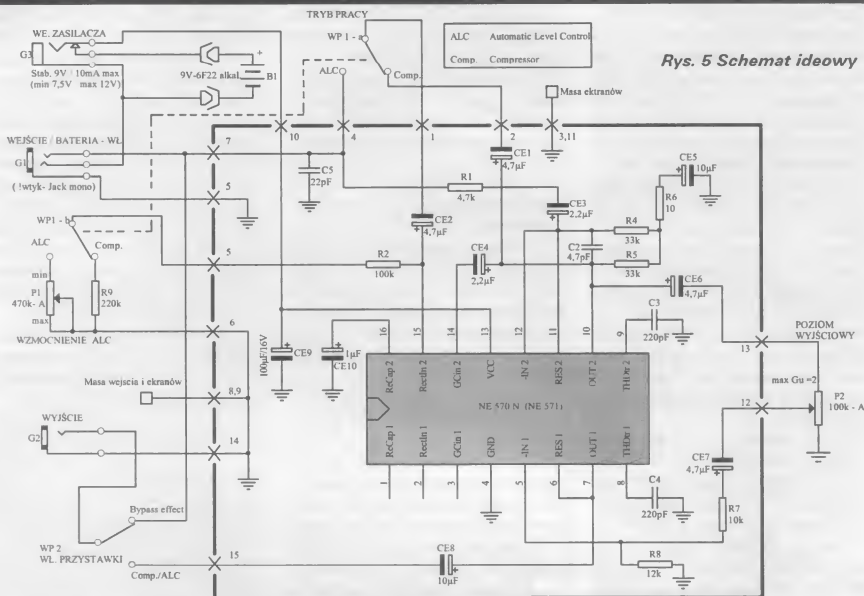 Rys. 5 Schemat ideowy
WE. ZASILACZA
G3
Stab. 9V / 10mA max
(min 7,5V max 12V)
9V-6F22 alkal.
+
B1
TRYB PRACY
WP 1 - a
ALC
Comp.
ALC Automatic Level Control
Comp. Compressor
Masa ekranów
WEJŚCIE / BATERIA - WŁ.
G1
( !wtyk- Jack mono)
7
10
4
1
2
3,11
5
C5
22pF
R1
4,7k
CE1
4,7µF
CE2
4,7µF
CE3
2,2µF
CE4
2,2µF
C2
4,7pF
R4
33k
R5
33k
R6
10
CE5
10µF
CE6
4,7µF
WP1 - b
ALC
Comp.
min
P1
470k- A
max
R9
220k
WZMOCNIENIE ALC
5
6
R2
100k
100µF/16V
CE9
1µF
CE10
C3
220pF
16
15
14
13
12
11
10
9
ReCap 2
RectIn 2
GCin 2
VCC
-IN 2
RES 2
OUT 2
THDtr 2
NE 570 N (NE 571)
ReCap 1
RectIn 1
GCin 1
GND
-IN 1
RES 1
OUT 1
THDtr 1
1
2
3
4
5
6
7
8
C4
220pF
Masa wejscia i ekranów
8,9
WYJŚCIE
G2
14
Bypass effect
WP 2
WŁ. PRZYSTAWKI
Comp./ALC
15
CE8
10µF
R8
12k
R7
10k
CE7
4,7µF
12
13
POZIOM
WYJŚCIOWY
max Gu =2
P2
100k - A